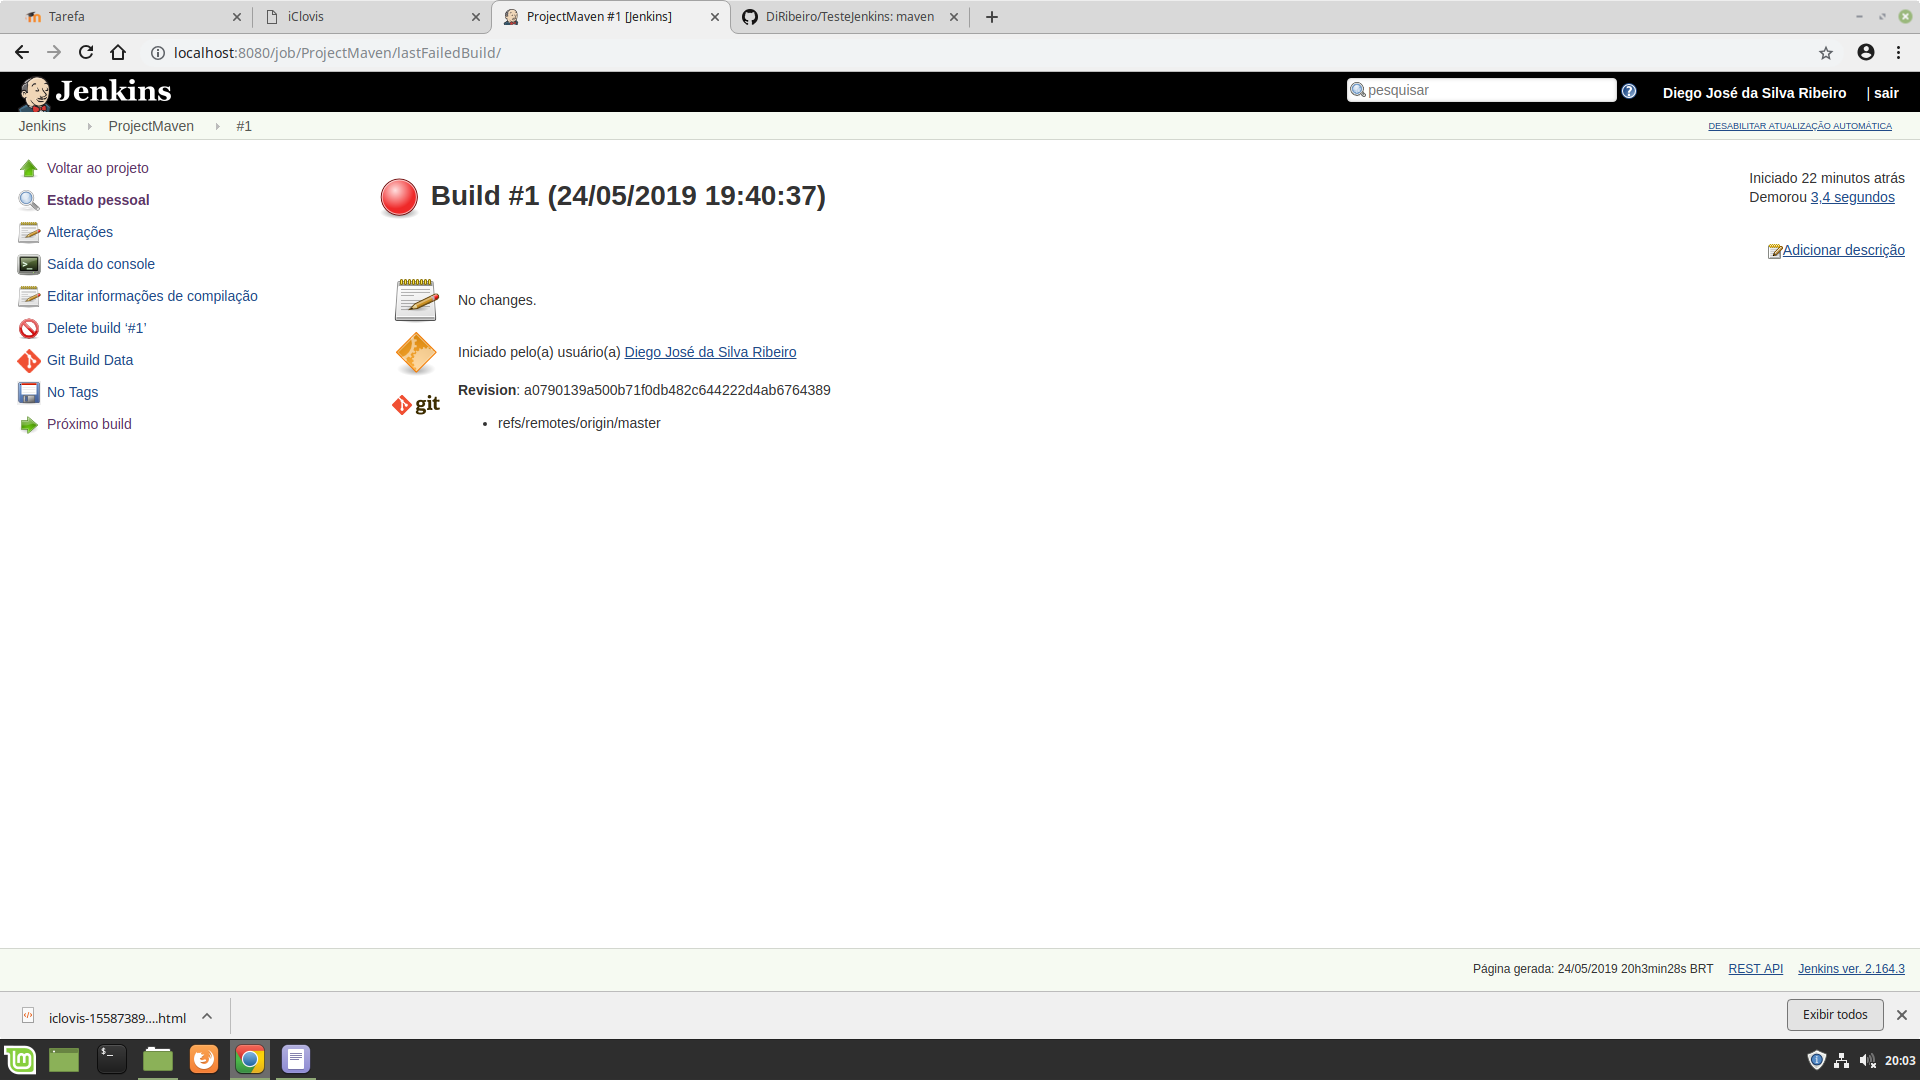 Tarefa
iClovis
ProjectMaven #1 [Jenkins]
DiRibeiro/TesteJenkins: maven
localhost:8080/job/ProjectMaven/lastFailedBuild/
Jenkins
pesquisar
Diego José da Silva Ribeiro
| sair
Jenkins
ProjectMaven
#1
DESABILITAR ATUALIZAÇÃO AUTOMÁTICA
Voltar ao projeto
Estado pessoal
Alterações
Saída do console
Editar informações de compilação
Delete build ‘#1’
Git Build Data
No Tags
Próximo build
Build #1 (24/05/2019 19:40:37)
Iniciado 22 minutos atrás
Demorou 3,4 segundos
Adicionar descrição
No changes.
Iniciado pelo(a) usuário(a) Diego José da Silva Ribeiro
git
Revision: a0790139a500b71f0db482c644222d4ab6764389
• refs/remotes/origin/master
Página gerada: 24/05/2019 20h3min28s BRT
REST API
Jenkins ver. 2.164.3
iclovis-15587389....html
Exibir todos
20:03